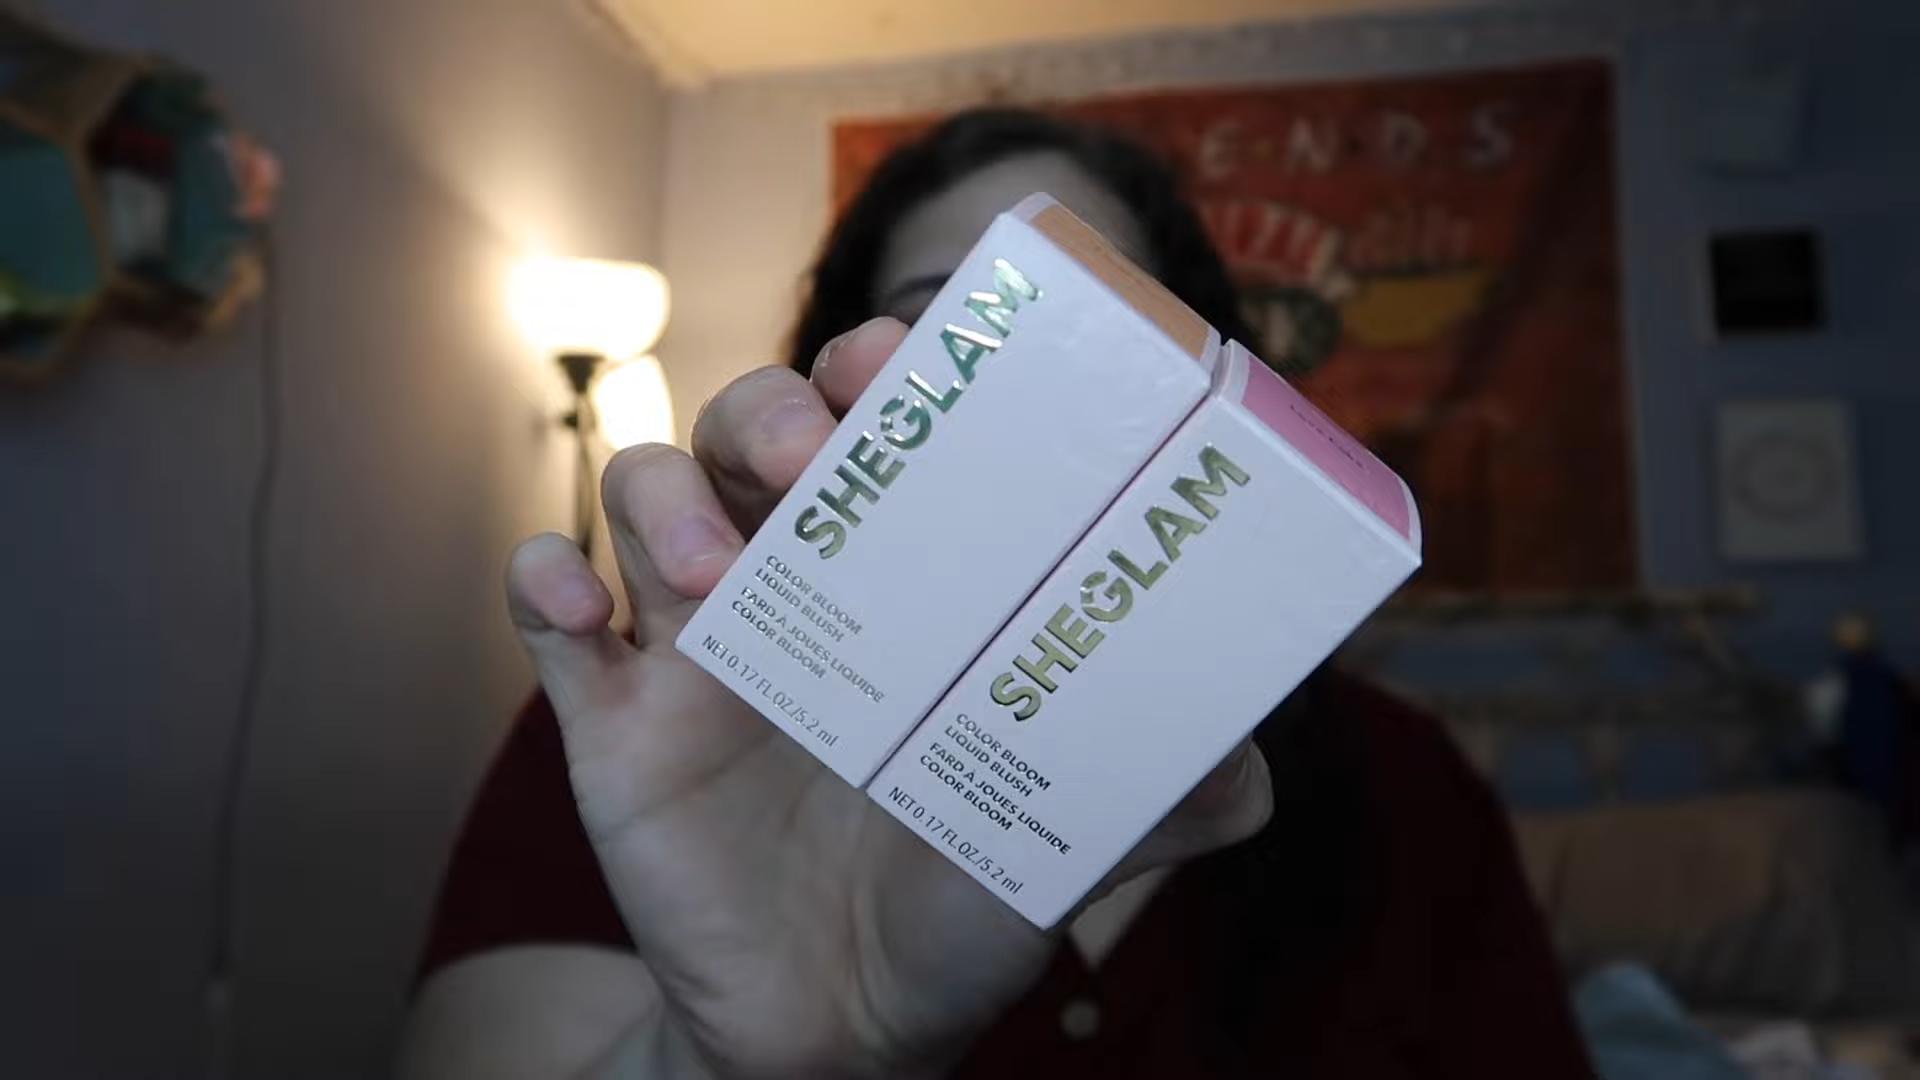 SHEGLAM
COLOR BLOOM
LIQUID BLUSH
FARD À JOUES LIQUIDE
COLOR BLOOM
NET 0.17 FL.OZ./5.2 ml
SHEGLAM
COLOR BLOOM
LIQUID BLUSH
FARD À JOUES LIQUIDE
COLOR BLOOM
NET 0.17 FL.OZ./5.2 ml
E·N·D·S